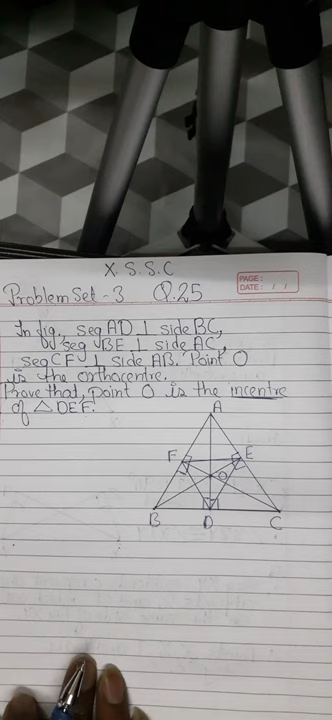 X.S.S.C
PAGE:
DATE: / /
Problem Set - 3 Q.25
In fig., seg AD ⊥ side BC,
seg BE ⊥ side AC,
seg CF ⊥ side AB. Point O
is the orthocentre.
Prove that, point O is the incentre
of △DEF.
A
F E
O
B D C